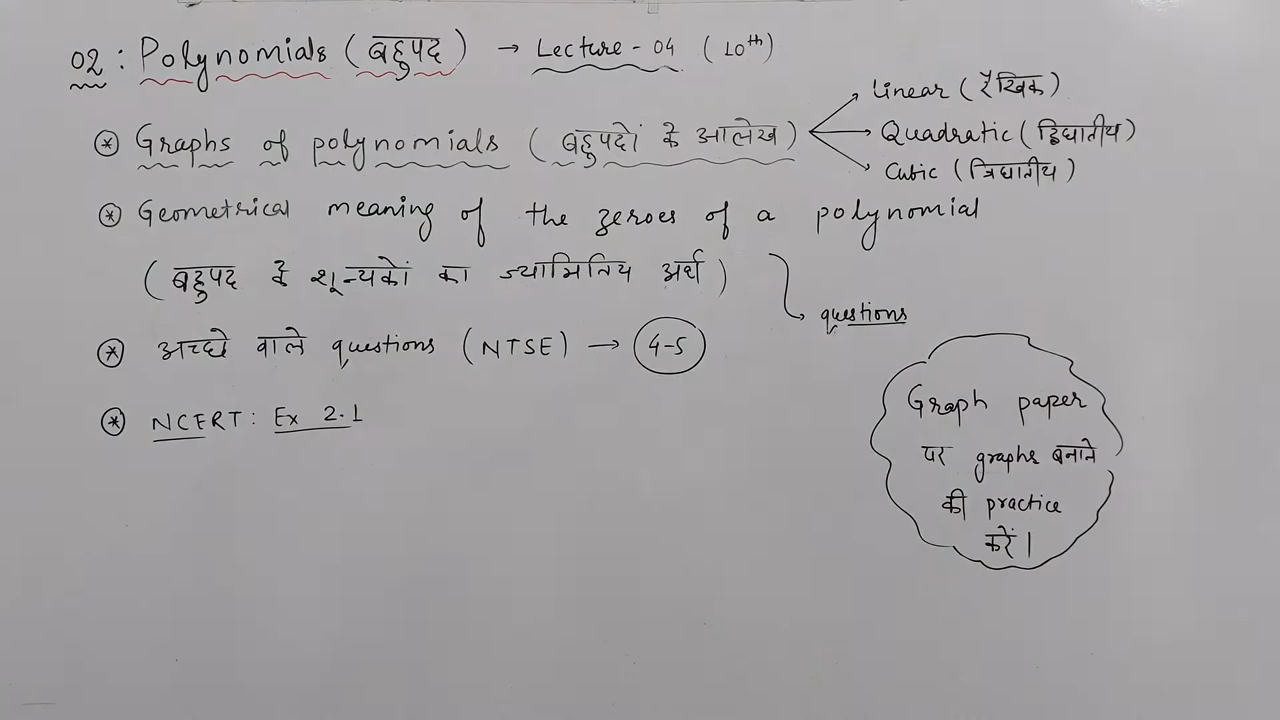 02 : Polynomials (बहुपद) → Lecture - 04 (10th)
⊛ Graphs of polynomials (बहुपदों के आलेख)
Linear (रैखिक)
Quadratic (द्विघातीय)
Cubic (त्रिघातीय)
⊛ Geometrical meaning of the zeroes of a polynomial
(बहुपद के शून्यकों का ज्यामितिय अर्थ)
questions
⊛ अच्छे वाले questions (NTSE) → 4-5
⊛ NCERT: Ex 2.1
Graph paper
पर graphs बनाने
की practice
करें।